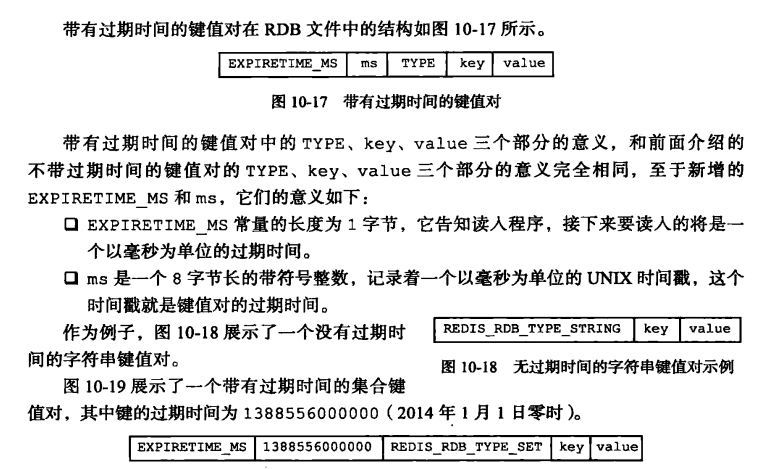 带有过期时间的键值对在 RDB 文件中的结构如图 10-17 所示。
EXPIRETIME_MS ms TYPE key value
图 10-17 带有过期时间的键值对
带有过期时间的键值对中的 TYPE、key、value 三个部分的意义，和前面介绍的
不带过期时间的键值对的 TYPE、key、value 三个部分的意义完全相同，至于新增的
EXPIRETIME_MS 和 ms，它们的意义如下：
❑ EXPIRETIME_MS 常量的长度为 1 字节，它告知读入程序，接下来要读入的将是一
个以毫秒为单位的过期时间。
❑ ms 是一个 8 字节长的带符号整数，记录着一个以毫秒为单位的 UNIX 时间戳，这个
时间戳就是键值对的过期时间。
作为例子，图 10-18 展示了一个没有过期时
间的字符串键值对。
REDIS_RDB_TYPE_STRING key value
图 10-18 无过期时间的字符串键值对示例
图 10-19 展示了一个带有过期时间的集合键
值对，其中键的过期时间为 1388556000000（2014 年 1 月 1 日零时）。
EXPIRETIME_MS 1388556000000 REDIS_RDB_TYPE_SET key value